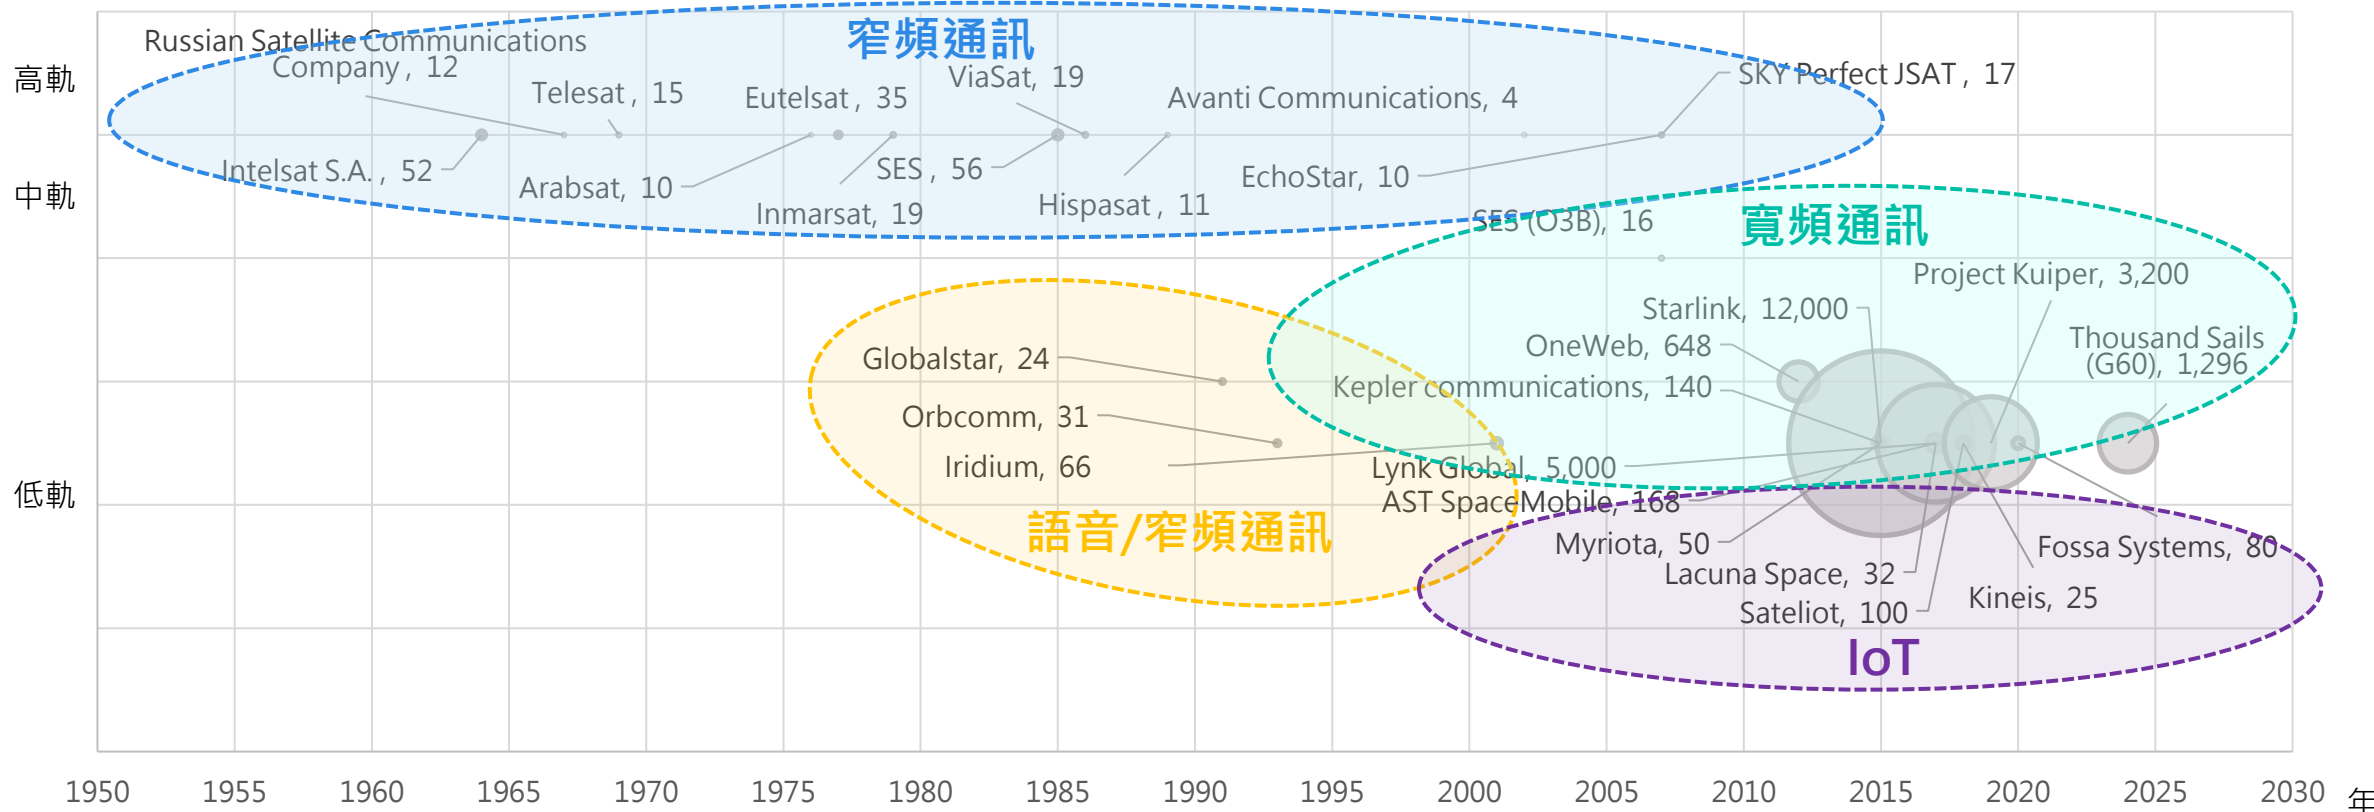 窄頻通訊
Russian Satellite Communications
Company , 12
高軌
Telesat , 15
Eutelsat , 35
ViaSat, 19
Avanti Communications, 4
SKY Perfect JSAT , 17
Intelsat S.A. , 52
Arabsat, 10
SES , 56
EchoStar, 10
中軌
Inmarsat, 19
Hispasat , 11
SES (O3B), 16
寬頻通訊
Project Kuiper, 3,200
Starlink, 12,000
OneWeb, 648
Thousand Sails
(G60), 1,296
Globalstar, 24
Kepler communications, 140
Orbcomm, 31
Iridium, 66
Lynk Global, 5,000
低軌
AST SpaceMobile, 168
語音/窄頻通訊
Myriota, 50
Fossa Systems, 80
Lacuna Space, 32
Kineis, 25
Sateliot, 100
IoT
1950 1955 1960 1965 1970 1975 1980 1985 1990 1995 2000 2005 2010 2015 2020 2025 2030 年